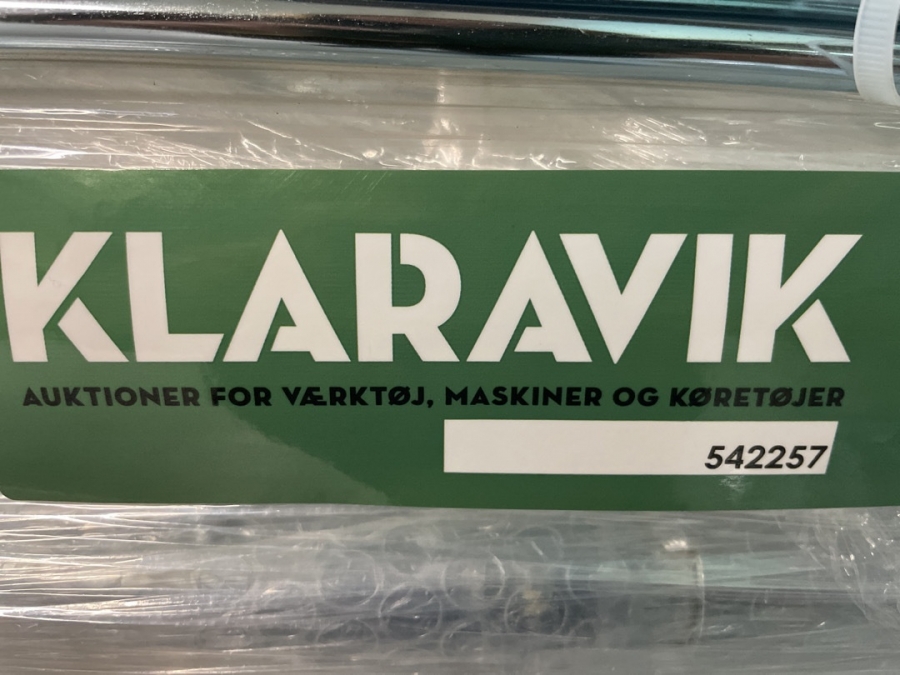 KLARAVIK
AUKTIONER FOR VÆRKTØJ, MASKINER OG KØRETØJER
542257